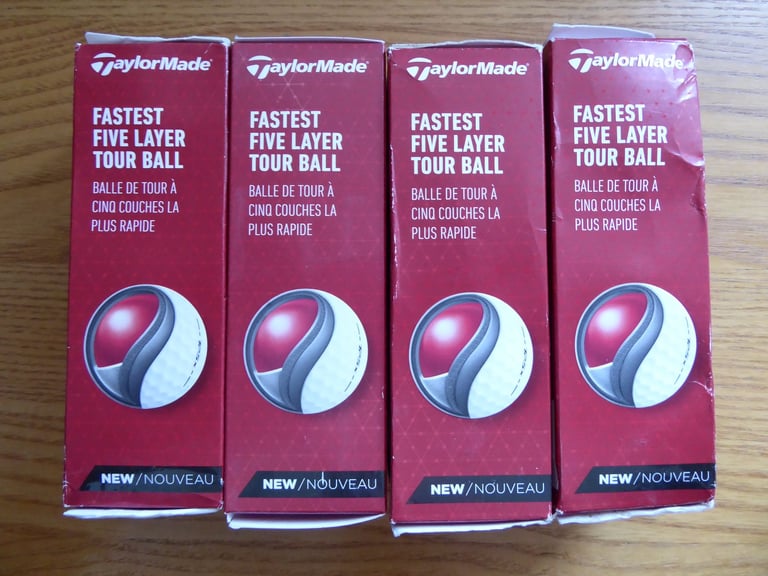 TaylorMade
FASTEST
FIVE LAYER
TOUR BALL
BALLE DE TOUR À
CINQ COUCHES LA
PLUS RAPIDE
NEW/NOUVEAU
TaylorMade
FASTEST
FIVE LAYER
TOUR BALL
BALLE DE TOUR À
CINQ COUCHES LA
PLUS RAPIDE
NEW/NOUVEAU
TaylorMade
FASTEST
FIVE LAYER
TOUR BALL
BALLE DE TOUR À
CINQ COUCHES LA
PLUS RAPIDE
NEW/NOUVEAU
TaylorMade
FASTEST
FIVE LAYER
TOUR BALL
BALLE DE TOUR À
CINQ COUCHES LA
PLUS RAPIDE
NEW/NOUVEAU